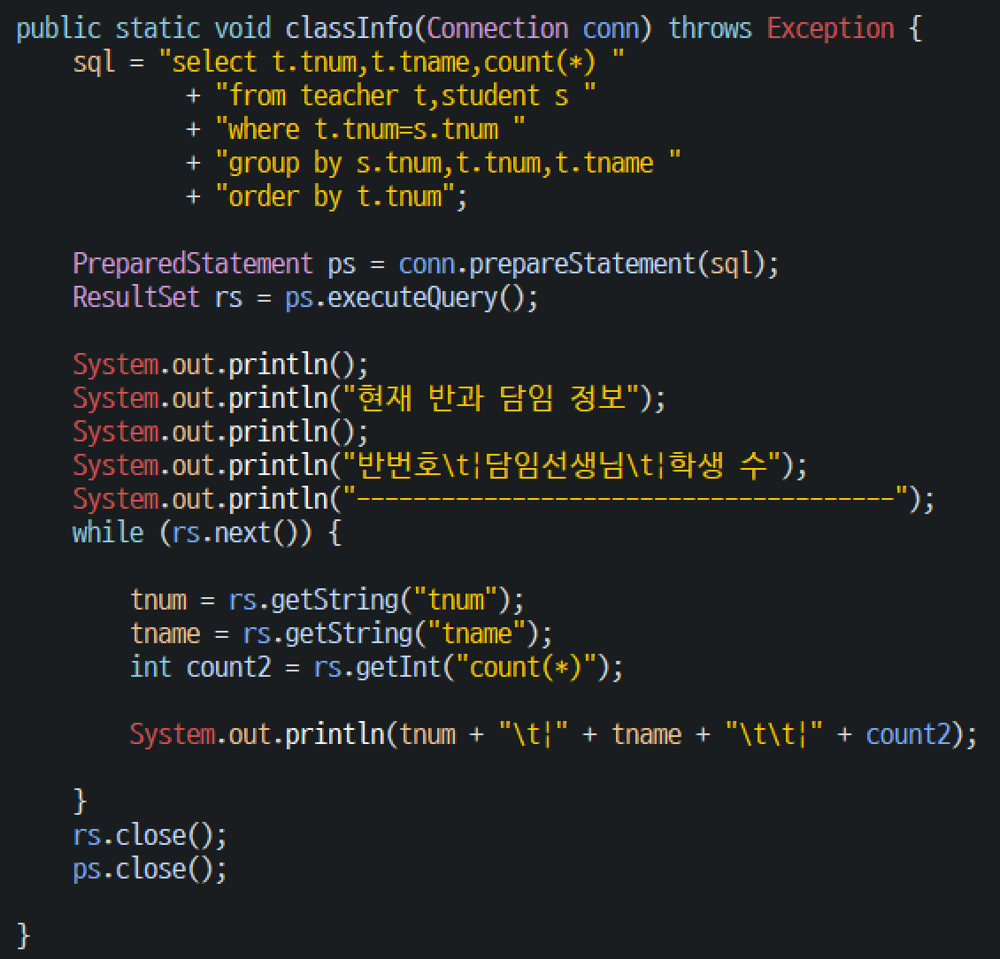 public static void classInfo(Connection conn) throws Exception {
    sql = "select t.tnum,t.tname,count(*) "
            + "from teacher t,student s "
            + "where t.tnum=s.tnum "
            + "group by s.tnum,t.tnum,t.tname "
            + "order by t.tnum";
    PreparedStatement ps = conn.prepareStatement(sql);
    ResultSet rs = ps.executeQuery();
    System.out.println();
    System.out.println("현재 반과 담임 정보");
    System.out.println();
    System.out.println("반번호\t¦담임선생님\t¦학생 수");
    System.out.println("--------------------------------------");
    while (rs.next()) {
        tnum = rs.getString("tnum");
        tname = rs.getString("tname");
        int count2 = rs.getInt("count(*)");
        System.out.println(tnum + "\t¦" + tname + "\t\t¦" + count2);
    }
    rs.close();
    ps.close();
}